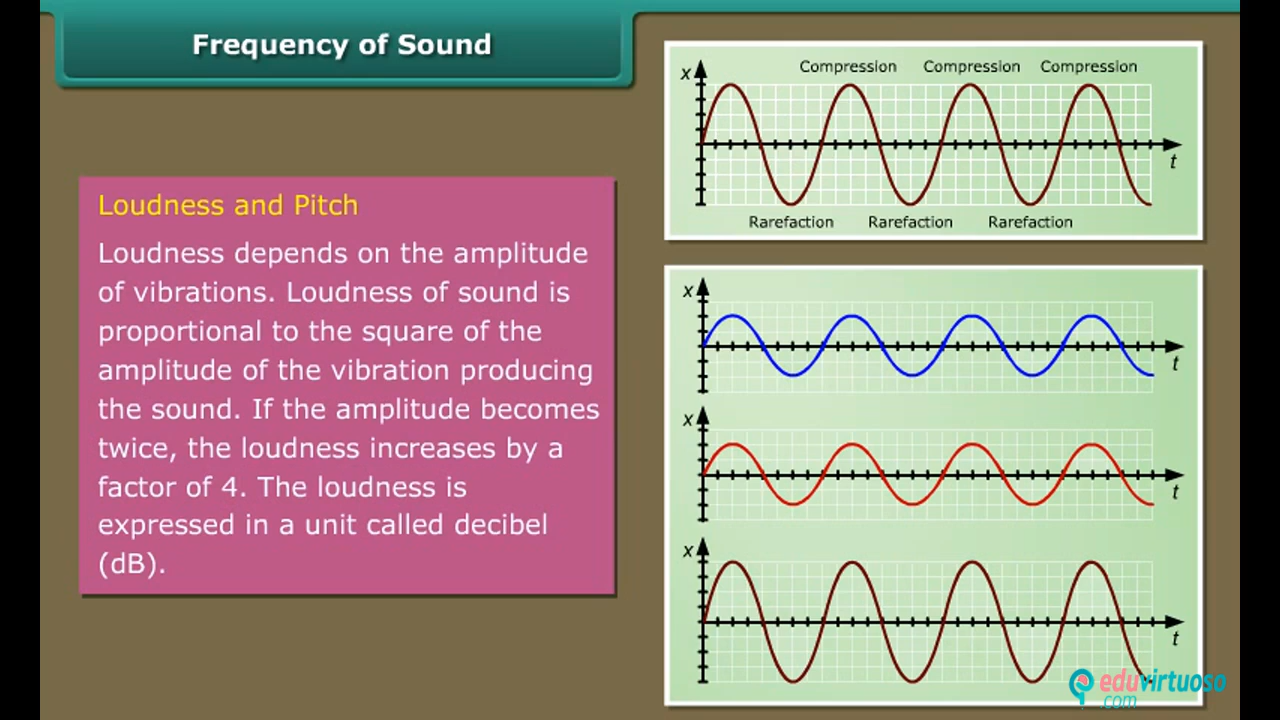 Frequency of Sound
Loudness and Pitch
Loudness depends on the amplitude
of vibrations. Loudness of sound is
proportional to the square of the
amplitude of the vibration producing
the sound. If the amplitude becomes
twice, the loudness increases by a
factor of 4. The loudness is
expressed in a unit called decibel
(dB).
x
Compression Compression Compression
t
Rarefaction Rarefaction Rarefaction
x
t
x
t
x
t
eduvirtuoso
.com